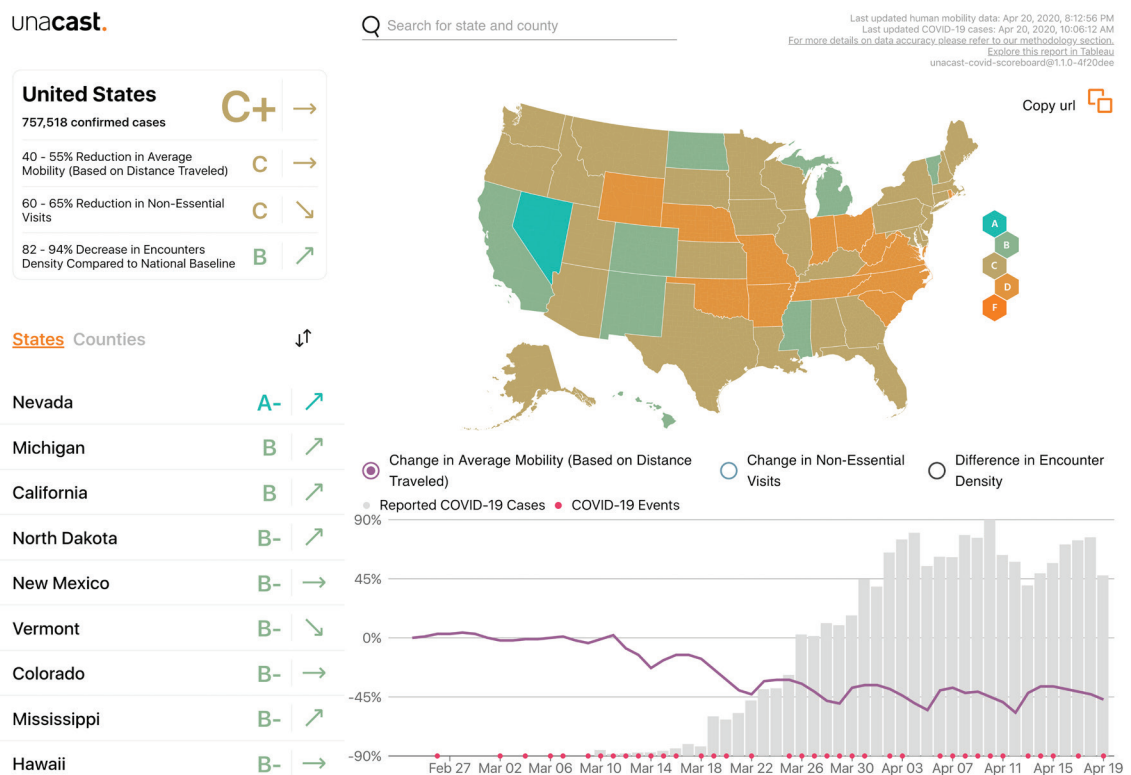 unacast.
Search for state and county
Last updated human mobility data: Apr 20, 2020, 8:12:56 PM
Last updated COVID-19 cases: Apr 20, 2020, 10:06:12 AM
For more details on data accuracy please refer to our methodology section.
Explore this report in Tableau
unacast-covid-scoreboard@1.1.0-4f20dee
United States
757,518 confirmed cases
C+
40 - 55% Reduction in Average
Mobility (Based on Distance Traveled)
C
60 - 65% Reduction in Non-Essential
Visits
C
82 - 94% Decrease in Encounters
Density Compared to National Baseline
B
Copy url
A
B
C
D
F
States Counties
Nevada A-
Michigan B
California B
North Dakota B-
New Mexico B-
Vermont B-
Colorado B-
Mississippi B-
Hawaii B-
Change in Average Mobility (Based on Distance
Traveled)
Change in Non-Essential
Visits
Difference in Encounter
Density
Reported COVID-19 Cases COVID-19 Events
90%
45%
0%
-45%
-90%
Feb 27 Mar 02 Mar 06 Mar 10 Mar 14 Mar 18 Mar 22 Mar 26 Mar 30 Apr 03 Apr 07 Apr 11 Apr 15 Apr 19